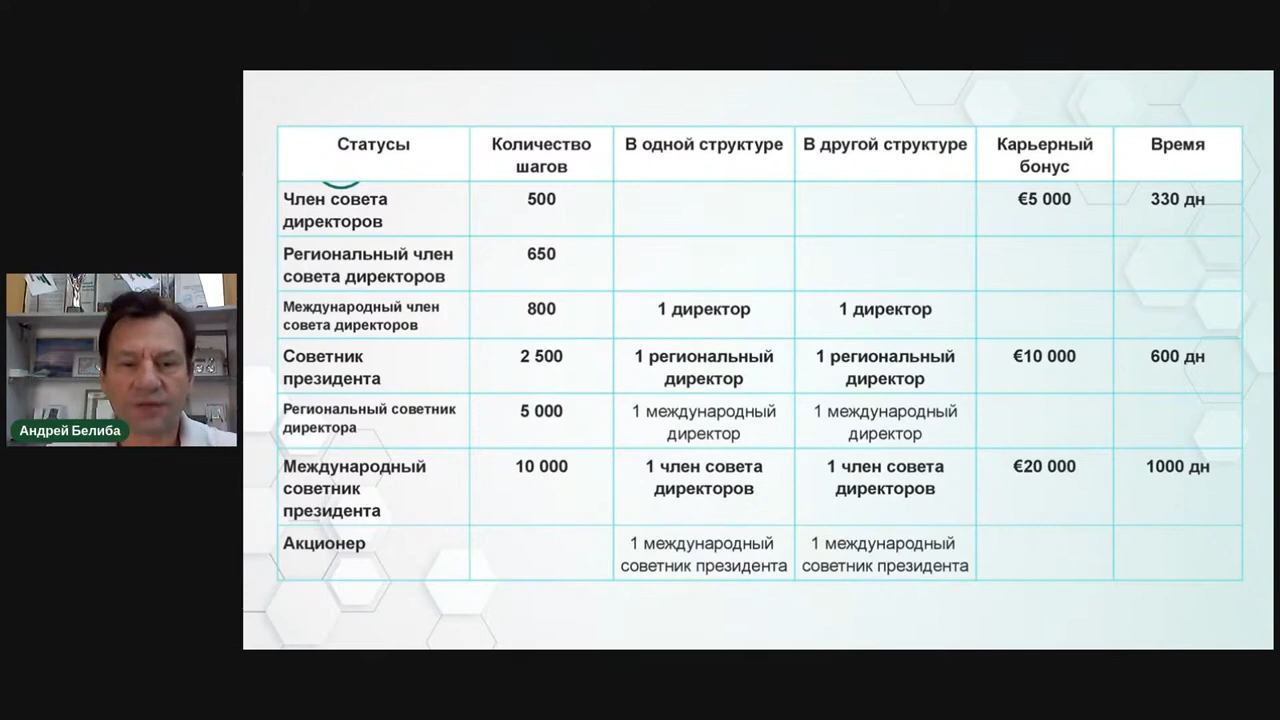 Статусы
Количество
шагов
В одной структуре
В другой структуре
Карьерный
бонус
Время
Член совета
директоров
500
€5 000
330 дн
Региональный член
совета директоров
650
Международный член
совета директоров
800
1 директор
1 директор
Советник
президента
2 500
1 региональный
директор
1 региональный
директор
€10 000
600 дн
Региональный советник
директора
5 000
1 международный
директор
1 международный
директор
Международный
советник
президента
10 000
1 член совета
директоров
1 член совета
директоров
€20 000
1000 дн
Акционер
1 международный
советник президента
1 международный
советник президента
Андрей Белиба